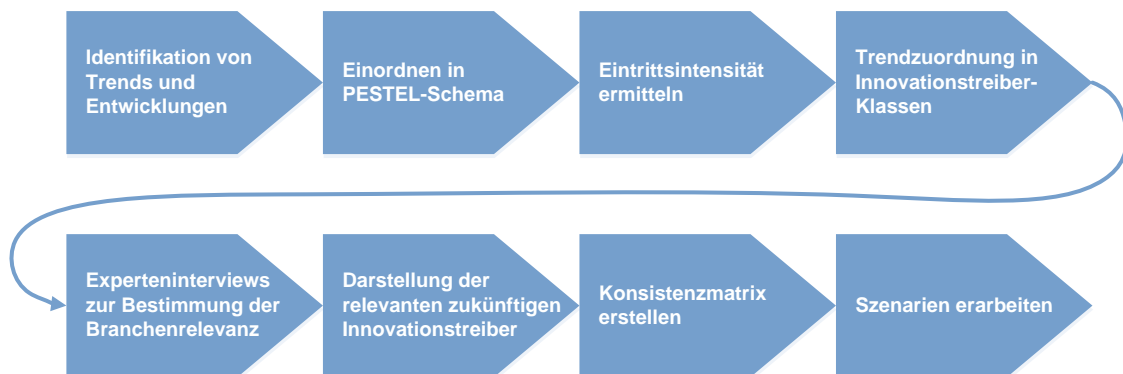 Identifikation von
Trends und
Entwicklungen
Einordnen in
PESTEL-Schema
Eintrittsintensität
ermitteln
Trendzuordnung in
Innovationstreiber-
Klassen
Experteninterviews
zur Bestimmung der
Branchenrelevanz
Darstellung der
relevanten zukünftigen
Innovationstreiber
Konsistenzmatrix
erstellen
Szenarien erarbeiten